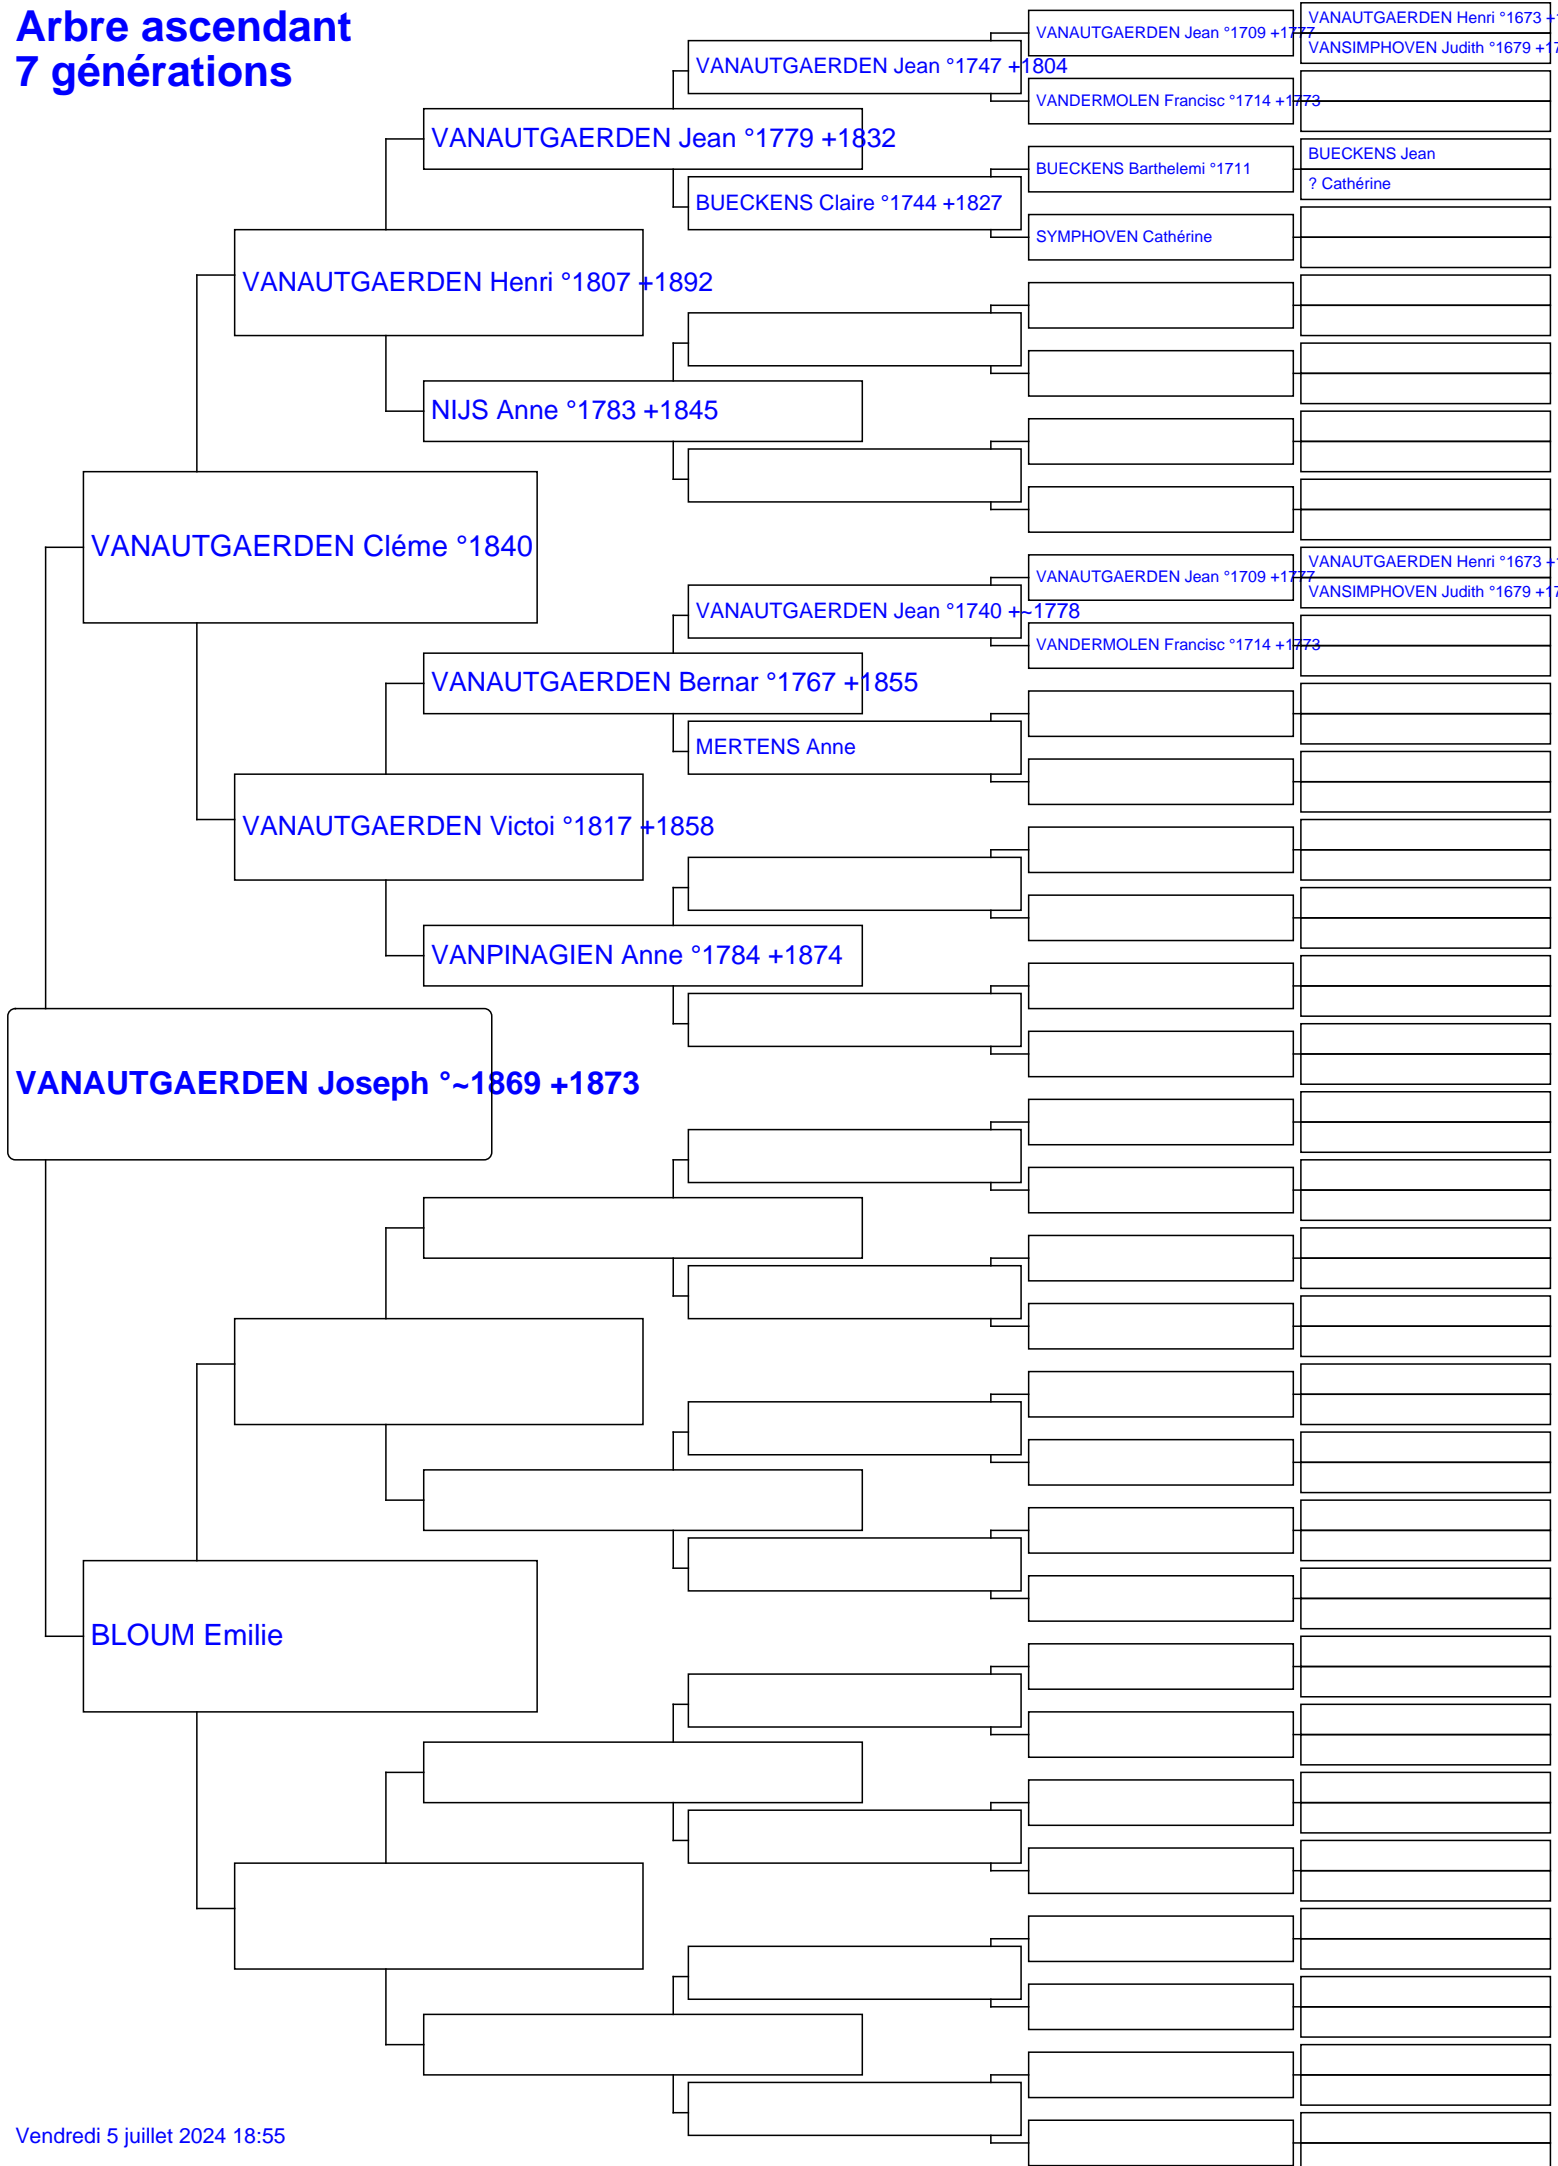 Arbre ascendant
7 générations
VANAUTGAERDEN Henri °1673 +
VANAUTGAERDEN Jean °1709 +1777
VANSIMPHOVEN Judith °1679 +17
VANAUTGAERDEN Jean °1747 +1804
VANDERMOLEN Francisc °1714 +1773
VANAUTGAERDEN Jean °1779 +1832
BUECKENS Jean
BUECKENS Barthelemi °1711
? Cathérine
BUECKENS Claire °1744 +1827
SYMPHOVEN Cathérine
VANAUTGAERDEN Henri °1807 +1892
NIJS Anne °1783 +1845
VANAUTGAERDEN Cléme °1840
VANAUTGAERDEN Henri °1673 +
VANAUTGAERDEN Jean °1709 +1777
VANSIMPHOVEN Judith °1679 +17
VANAUTGAERDEN Jean °1740 +~1778
VANDERMOLEN Francisc °1714 +1773
VANAUTGAERDEN Bernar °1767 +1855
MERTENS Anne
VANAUTGAERDEN Victoi °1817 +1858
VANPINAGIEN Anne °1784 +1874
VANAUTGAERDEN Joseph °~1869 +1873
BLOUM Emilie
Vendredi 5 juillet 2024 18:55